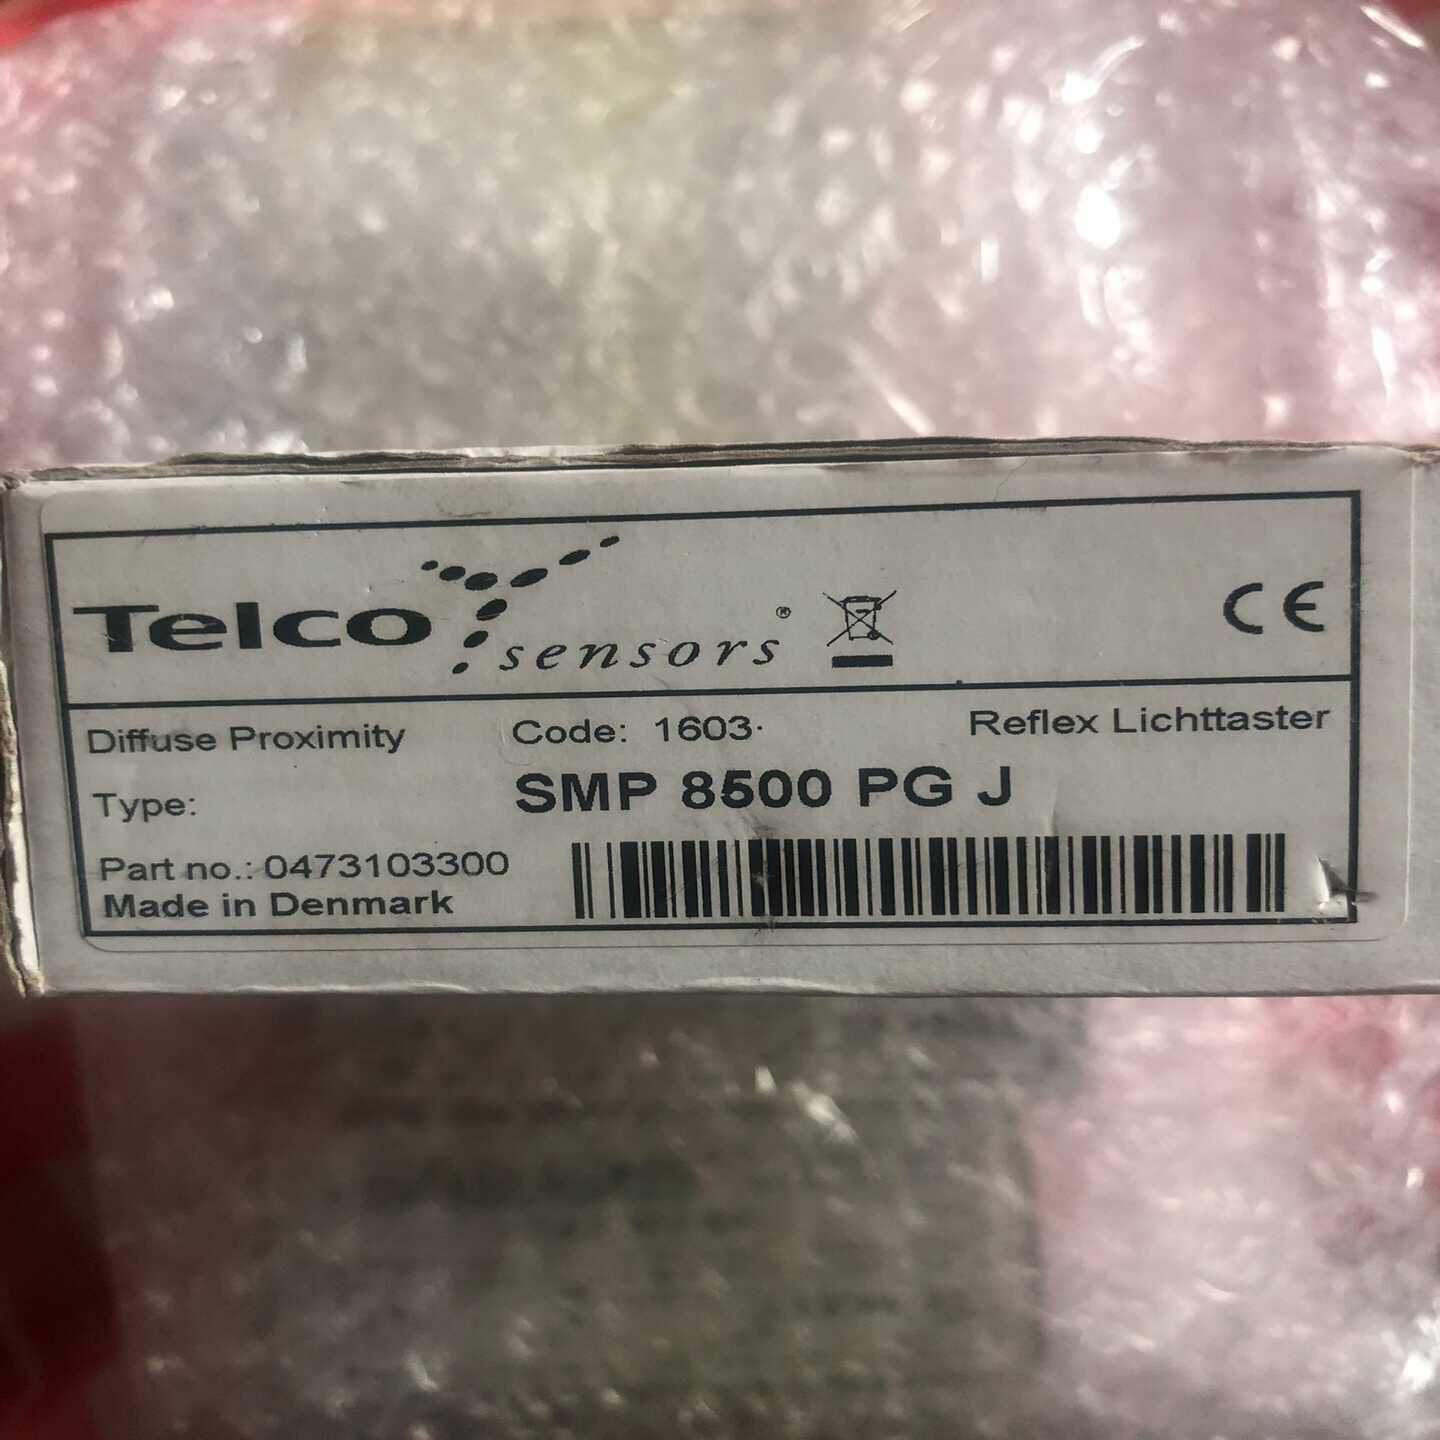 Telco sensors®
CE
Diffuse Proximity Code: 1603· Reflex Lichttaster
Type: SMP 8500 PG J
Part no.: 0473103300
Made in Denmark